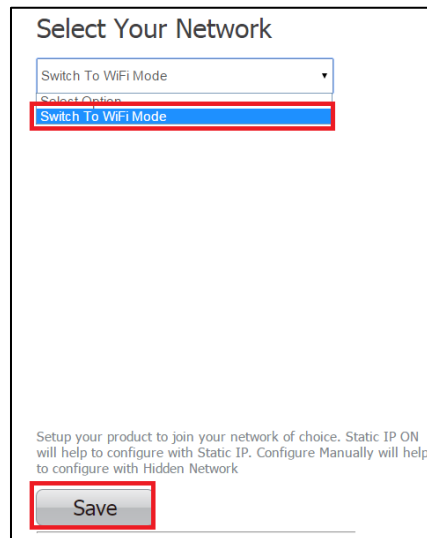 Select Your Network
Switch To WiFi Mode
Select Option
Switch To WiFi Mode
Setup your product to join your network of choice. Static IP ON
will help to configure with Static IP. Configure Manually will help
to configure with Hidden Network
Save